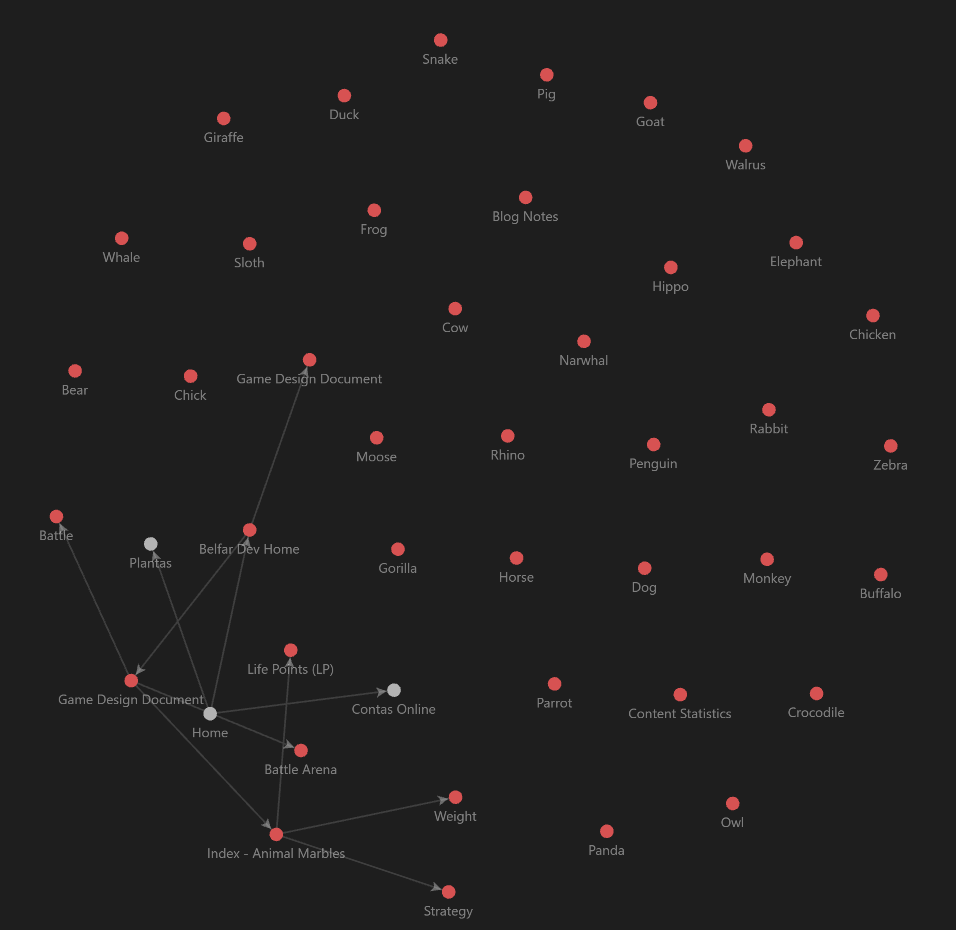 Snake
Pig
Duck
Goat
Giraffe
Walrus
Frog
Blog Notes
Whale
Sloth
Elephant
Hippo
Cow
Chicken
Narwhal
Game Design Document
Bear
Chick
Rabbit
Moose
Rhino
Penguin
Zebra
Battle
Plantas
Belfar Dev Home
Gorilla
Horse
Dog
Monkey
Buffalo
Life Points (LP)
Game Design Document
Contas Online
Parrot
Content Statistics
Crocodile
Home
Battle Arena
Weight
Owl
Index - Animal Marbles
Panda
Strategy